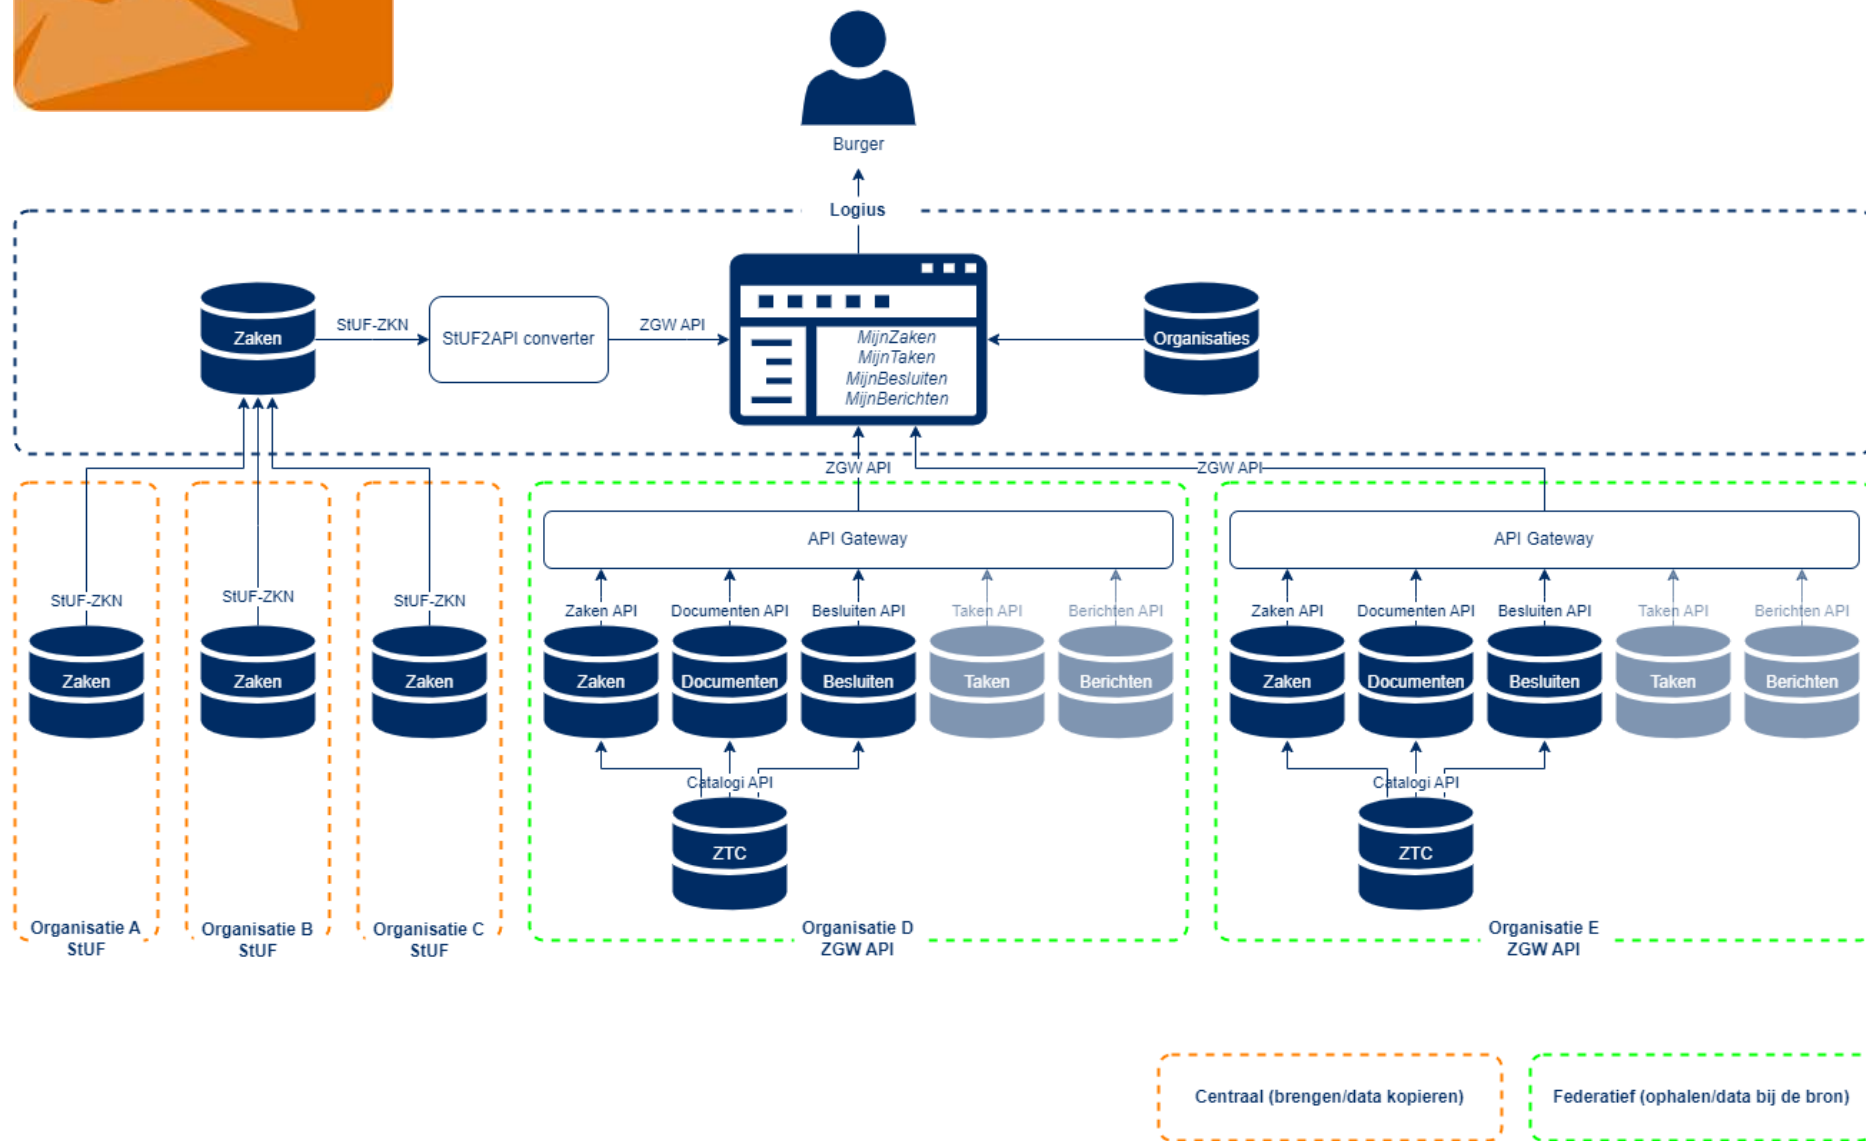 Burger
Logius
Zaken
StUF-ZKN
StUF2API converter
ZGW API
MijnZaken
MijnTaken
MijnBesluiten
MijnBerichten
Organisaties
ZGW API
ZGW API
API Gateway
API Gateway
StUF-ZKN
StUF-ZKN
StUF-ZKN
Zaken API
Documenten API
Besluiten API
Taken API
Berichten API
Zaken API
Documenten API
Besluiten API
Taken API
Berichten API
Zaken
Zaken
Zaken
Zaken
Documenten
Besluiten
Taken
Berichten
Zaken
Documenten
Besluiten
Taken
Berichten
Catalogi API
Catalogi API
ZTC
ZTC
Organisatie A
StUF
Organisatie B
StUF
Organisatie C
StUF
Organisatie D
ZGW API
Organisatie E
ZGW API
Centraal (brengen/data kopieren)
Federatief (ophalen/data bij de bron)